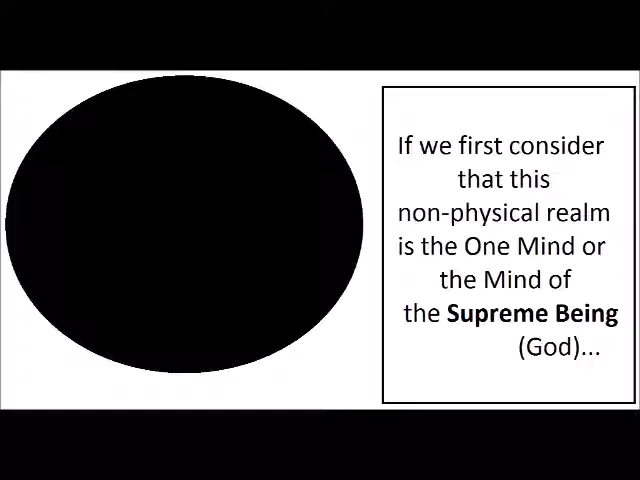 If we first consider
that this
non-physical realm
is the One Mind or
the Mind of
the Supreme Being
(God)...